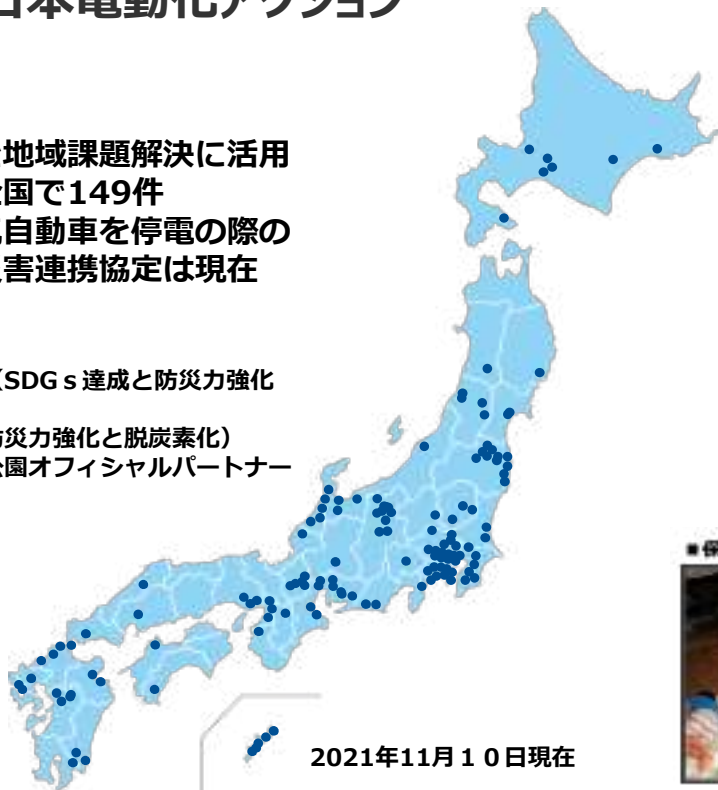 日本電動化アクション
地域課題解決に活用
全国で149件
自動車を停電の際の
災害連携協定は現在
(SDGs達成と防災力強化
防災力強化と脱炭素化）
公園オフィシャルパートナー
2021年11月１０日現在